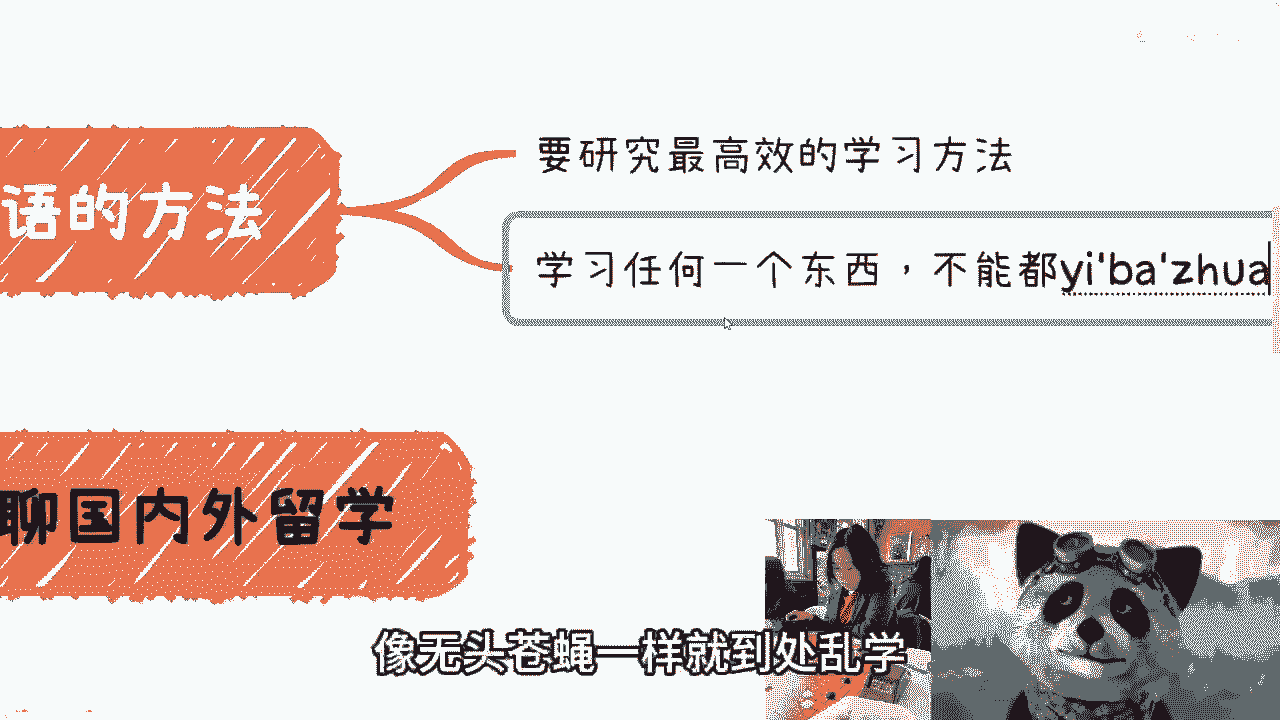 要研究最高效的学习方法
语的方法
学习任何一个东西，不能都yi'ba'zhua
聊国内外留学
像无头苍蝇一样就到处乱学